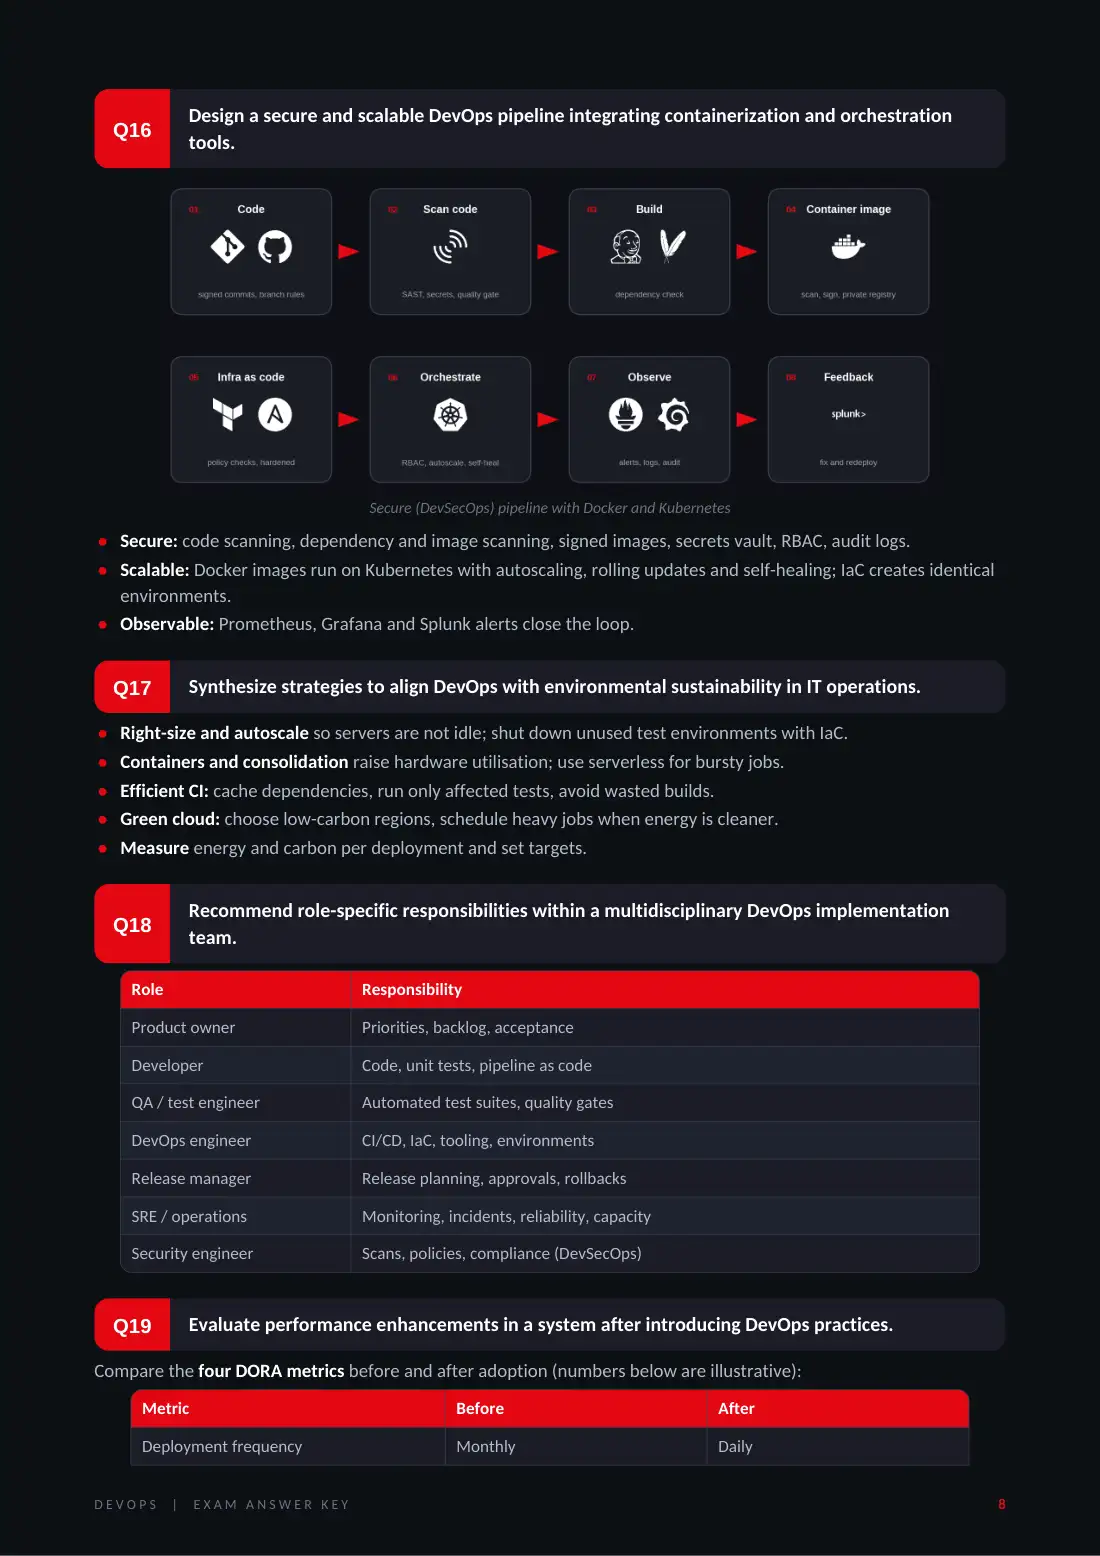 Q16
Design a secure and scalable DevOps pipeline integrating containerization and orchestration
tools.
01 Code
signed commits, branch rules
02 Scan code
SAST, secrets, quality gate
03 Build
dependency check
04 Container image
scan, sign, private registry
05 Infra as code
policy checks, hardened
06 Orchestrate
RBAC, autoscale, self-heal
07 Observe
alerts, logs, audit
08 Feedback
splunk>
fix and redeploy
Secure (DevSecOps) pipeline with Docker and Kubernetes
Secure: code scanning, dependency and image scanning, signed images, secrets vault, RBAC, audit logs.
Scalable: Docker images run on Kubernetes with autoscaling, rolling updates and self-healing; IaC creates identical
environments.
Observable: Prometheus, Grafana and Splunk alerts close the loop.
Q17
Synthesize strategies to align DevOps with environmental sustainability in IT operations.
Right-size and autoscale so servers are not idle; shut down unused test environments with IaC.
Containers and consolidation raise hardware utilisation; use serverless for bursty jobs.
Efficient CI: cache dependencies, run only affected tests, avoid wasted builds.
Green cloud: choose low-carbon regions, schedule heavy jobs when energy is cleaner.
Measure energy and carbon per deployment and set targets.
Q18
Recommend role-specific responsibilities within a multidisciplinary DevOps implementation
team.
Role Responsibility
Product owner Priorities, backlog, acceptance
Developer Code, unit tests, pipeline as code
QA / test engineer Automated test suites, quality gates
DevOps engineer CI/CD, IaC, tooling, environments
Release manager Release planning, approvals, rollbacks
SRE / operations Monitoring, incidents, reliability, capacity
Security engineer Scans, policies, compliance (DevSecOps)
Q19
Evaluate performance enhancements in a system after introducing DevOps practices.
Compare the four DORA metrics before and after adoption (numbers below are illustrative):
Metric Before After
Deployment frequency Monthly Daily
DEVOPS | EXAM ANSWER KEY 8